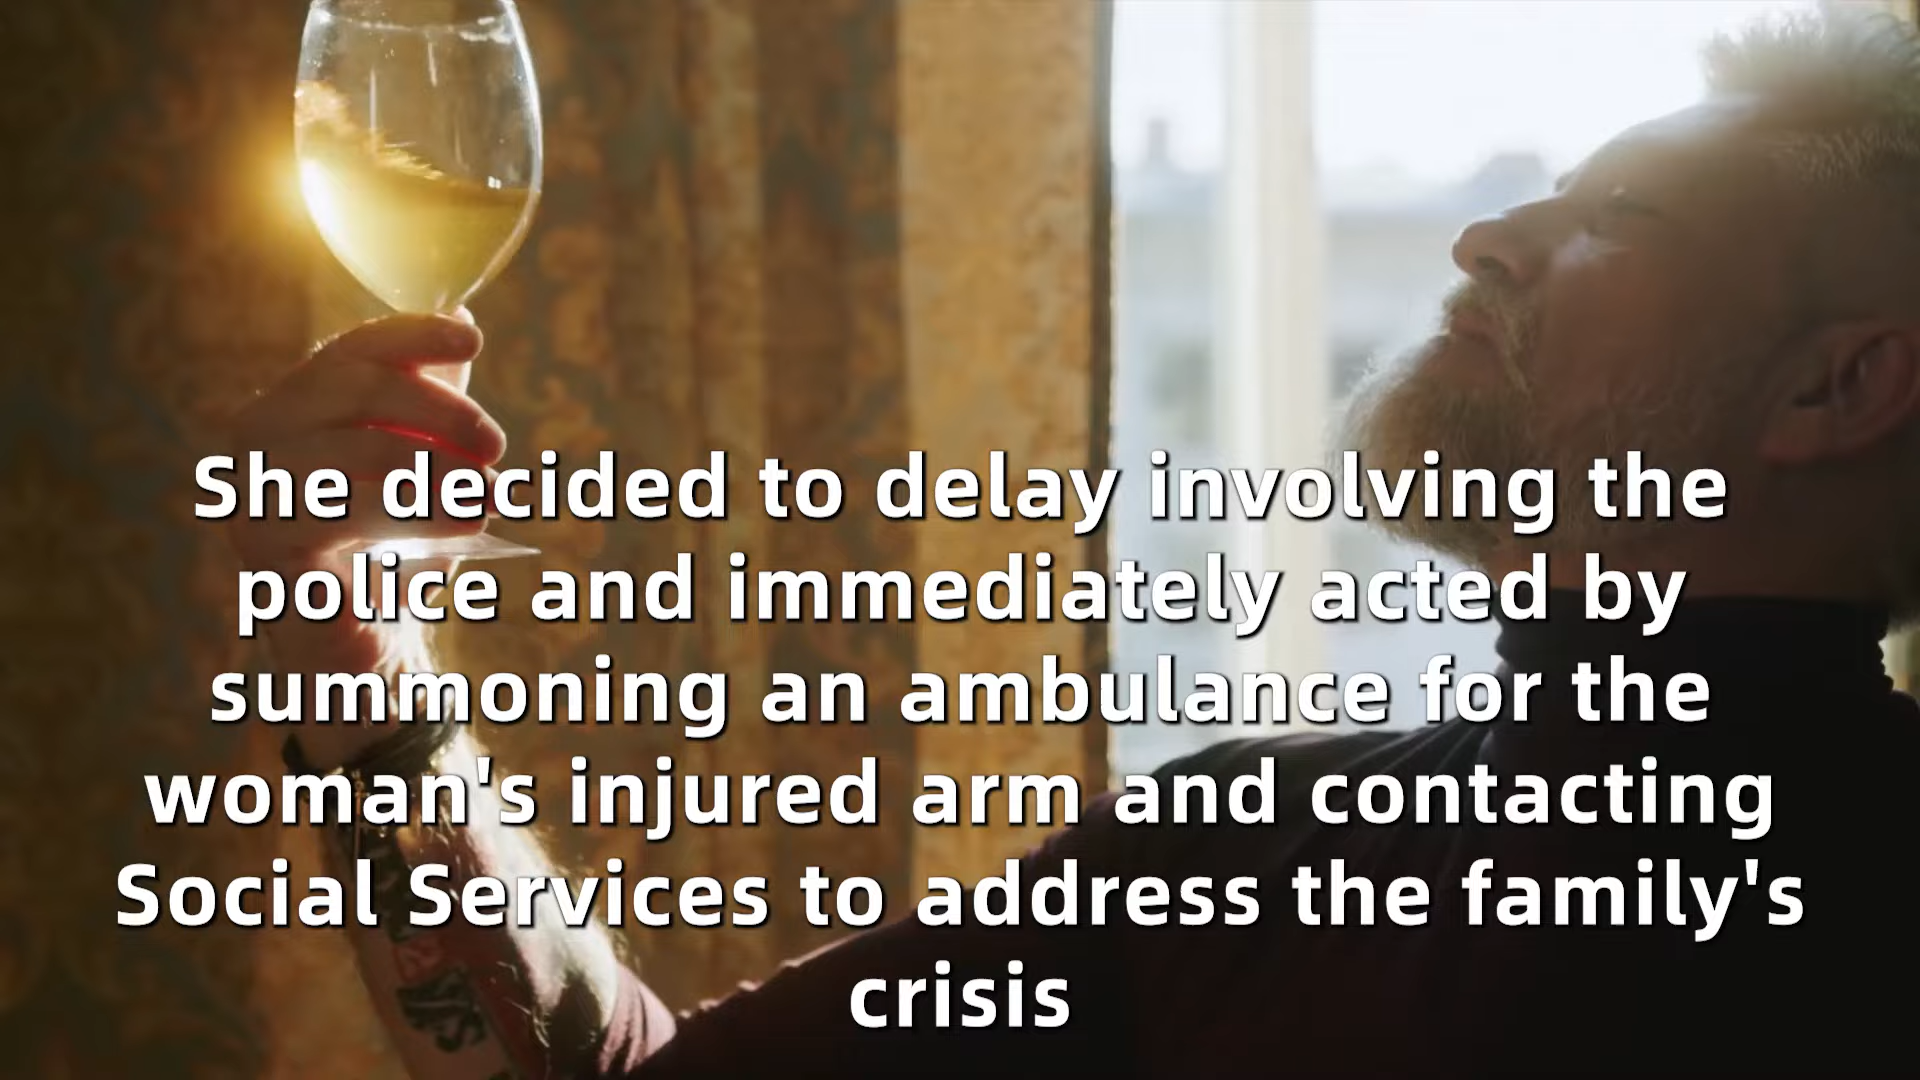 She decided to delay involving the
police and immediately acted by
summoning an ambulance for the
woman's injured arm and contacting
Social Services to address the family's
crisis